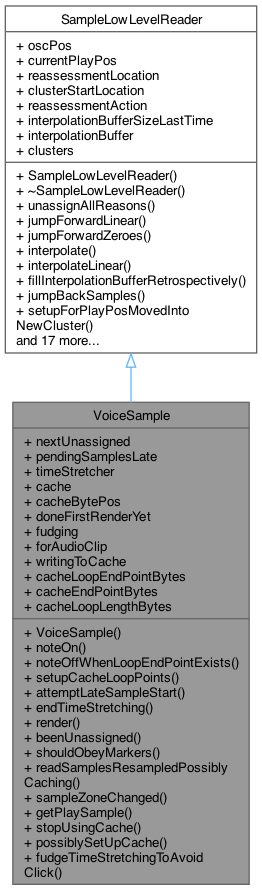 SampleLowLevelReader
+ oscPos
+ currentPlayPos
+ reassessmentLocation
+ clusterStartLocation
+ reassessmentAction
+ interpolationBufferSizeLastTime
+ interpolationBuffer
+ clusters
+ SampleLowLevelReader()
+ ~SampleLowLevelReader()
+ unassignAllReasons()
+ jumpForwardLinear()
+ jumpForwardZeroes()
+ interpolate()
+ interpolateLinear()
+ fillInterpolationBufferRetrospectively()
+ jumpBackSamples()
+ setupForPlayPosMovedInto
NewCluster()
and 17 more...
VoiceSample
+ nextUnassigned
+ pendingSamplesLate
+ timeStretcher
+ cache
+ cacheBytePos
+ doneFirstRenderYet
+ fudging
+ forAudioClip
+ writingToCache
+ cacheLoopEndPointBytes
+ cacheEndPointBytes
+ cacheLoopLengthBytes
+ VoiceSample()
+ noteOn()
+ noteOffWhenLoopEndPointExists()
+ setupCacheLoopPoints()
+ attemptLateSampleStart()
+ endTimeStretching()
+ render()
+ beenUnassigned()
+ shouldObeyMarkers()
+ readSamplesResampledPossibly
Caching()
+ sampleZoneChanged()
+ getPlaySample()
+ stopUsingCache()
+ possiblySetUpCache()
+ fudgeTimeStretchingToAvoid
Click()